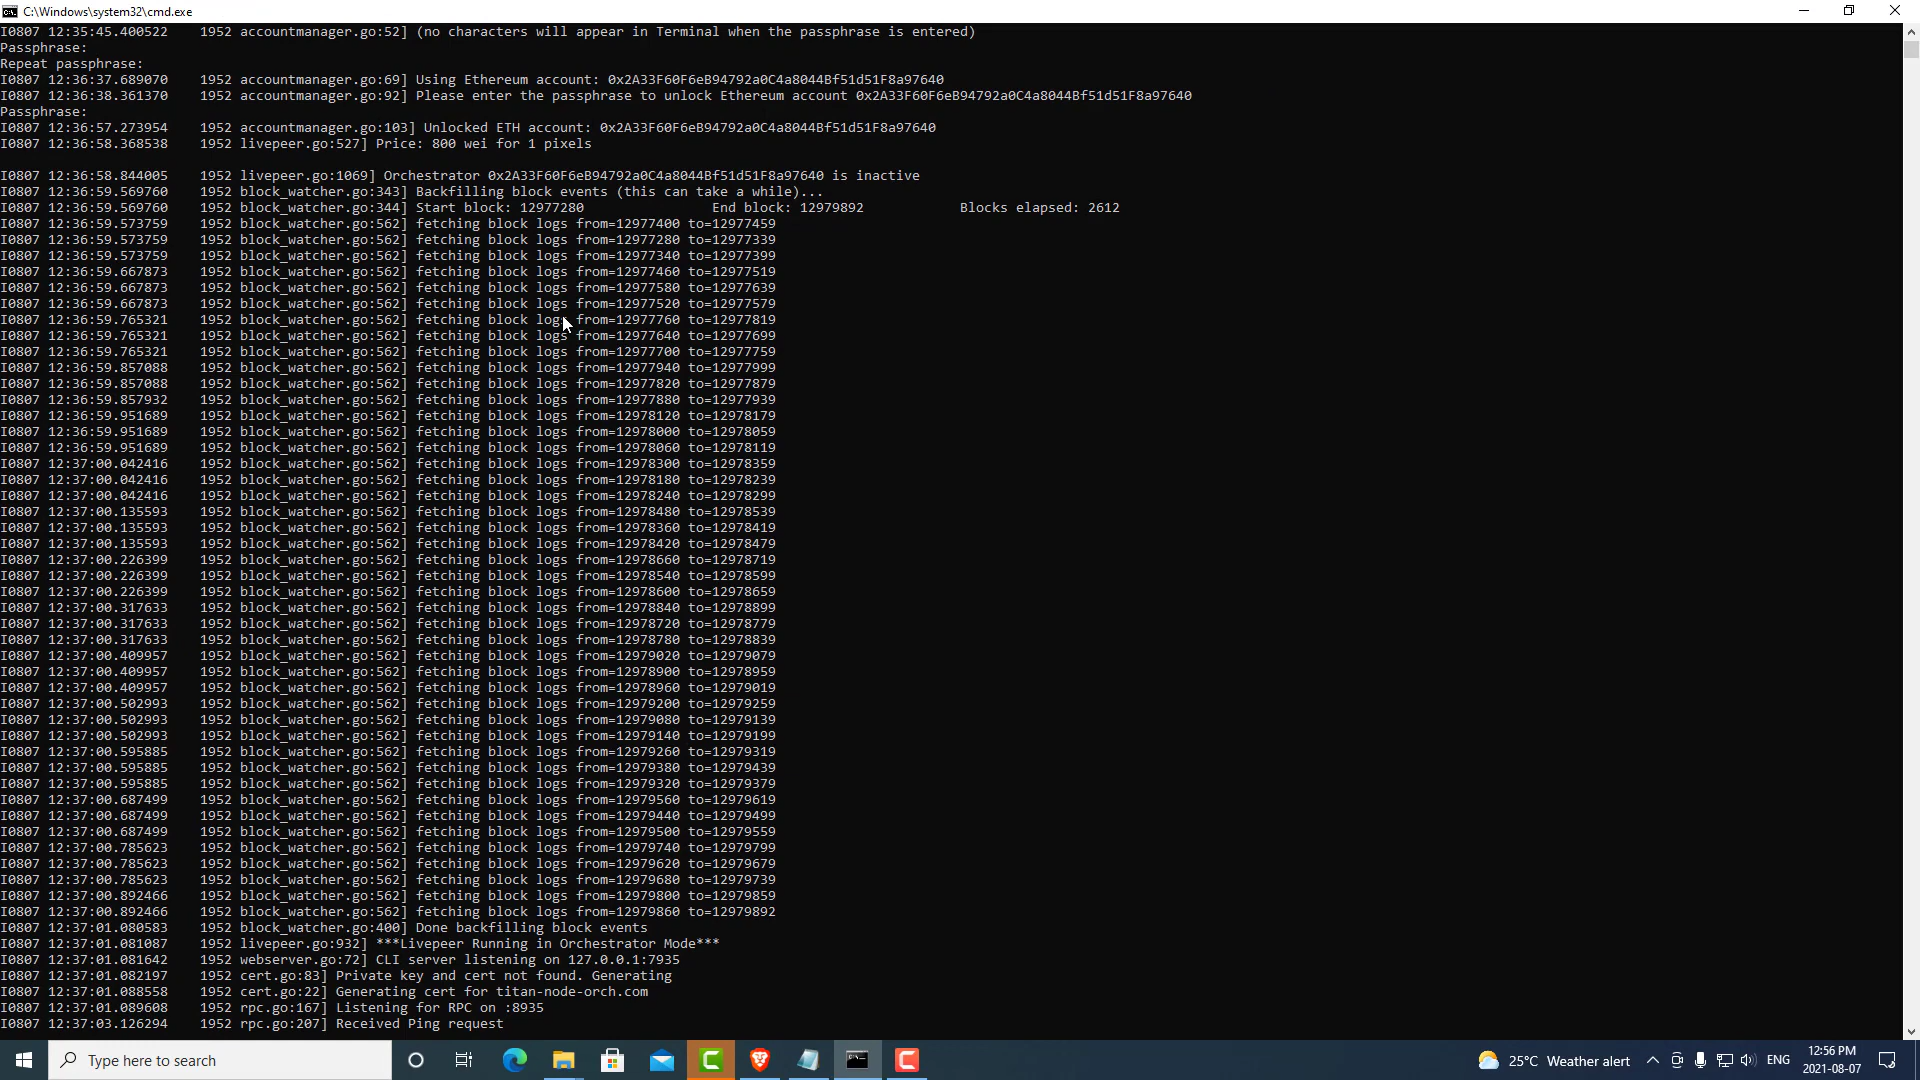 C:\Windows\system32\cmd.exe
I0807 12:35:45.400522    1952 accountmanager.go:52] (no characters will appear in Terminal when the passphrase is entered)
Passphrase:
Repeat passphrase:
I0807 12:36:37.689070    1952 accountmanager.go:69] Using Ethereum account: 0x2A33F60F6eB94792a0C4a8044Bf51d51F8a97640
I0807 12:36:38.361370    1952 accountmanager.go:92] Please enter the passphrase to unlock Ethereum account 0x2A33F60F6eB94792a0C4a8044Bf51d51F8a97640
Passphrase:
I0807 12:36:57.273954    1952 accountmanager.go:103] Unlocked ETH account: 0x2A33F60F6eB94792a0C4a8044Bf51d51F8a97640
I0807 12:36:58.368538    1952 livepeer.go:527] Price: 800 wei for 1 pixels
I0807 12:36:58.844005    1952 livepeer.go:1069] Orchestrator 0x2A33F60F6eB94792a0C4a8044Bf51d51F8a97640 is inactive
I0807 12:36:59.569760    1952 block_watcher.go:343] Backfilling block events (this can take a while)...
I0807 12:36:59.569760    1952 block_watcher.go:344] Start block: 12977280                End block: 12979892            Blocks elapsed: 2612
I0807 12:36:59.573759    1952 block_watcher.go:562] fetching block logs from=12977400 to=12977459
I0807 12:36:59.573759    1952 block_watcher.go:562] fetching block logs from=12977280 to=12977339
I0807 12:36:59.573759    1952 block_watcher.go:562] fetching block logs from=12977340 to=12977399
I0807 12:36:59.667873    1952 block_watcher.go:562] fetching block logs from=12977460 to=12977519
I0807 12:36:59.667873    1952 block_watcher.go:562] fetching block logs from=12977580 to=12977639
I0807 12:36:59.667873    1952 block_watcher.go:562] fetching block logs from=12977520 to=12977579
I0807 12:36:59.765321    1952 block_watcher.go:562] fetching block logs from=12977760 to=12977819
I0807 12:36:59.765321    1952 block_watcher.go:562] fetching block logs from=12977640 to=12977699
I0807 12:36:59.765321    1952 block_watcher.go:562] fetching block logs from=12977700 to=12977759
I0807 12:36:59.857088    1952 block_watcher.go:562] fetching block logs from=12977940 to=12977999
I0807 12:36:59.857088    1952 block_watcher.go:562] fetching block logs from=12977820 to=12977879
I0807 12:36:59.857932    1952 block_watcher.go:562] fetching block logs from=12977880 to=12977939
I0807 12:36:59.951689    1952 block_watcher.go:562] fetching block logs from=12978120 to=12978179
I0807 12:36:59.951689    1952 block_watcher.go:562] fetching block logs from=12978000 to=12978059
I0807 12:36:59.951689    1952 block_watcher.go:562] fetching block logs from=12978060 to=12978119
I0807 12:37:00.042416    1952 block_watcher.go:562] fetching block logs from=12978300 to=12978359
I0807 12:37:00.042416    1952 block_watcher.go:562] fetching block logs from=12978180 to=12978239
I0807 12:37:00.042416    1952 block_watcher.go:562] fetching block logs from=12978240 to=12978299
I0807 12:37:00.135593    1952 block_watcher.go:562] fetching block logs from=12978480 to=12978539
I0807 12:37:00.135593    1952 block_watcher.go:562] fetching block logs from=12978360 to=12978419
I0807 12:37:00.135593    1952 block_watcher.go:562] fetching block logs from=12978420 to=12978479
I0807 12:37:00.226399    1952 block_watcher.go:562] fetching block logs from=12978660 to=12978719
I0807 12:37:00.226399    1952 block_watcher.go:562] fetching block logs from=12978540 to=12978599
I0807 12:37:00.226399    1952 block_watcher.go:562] fetching block logs from=12978600 to=12978659
I0807 12:37:00.317633    1952 block_watcher.go:562] fetching block logs from=12978840 to=12978899
I0807 12:37:00.317633    1952 block_watcher.go:562] fetching block logs from=12978720 to=12978779
I0807 12:37:00.317633    1952 block_watcher.go:562] fetching block logs from=12978780 to=12978839
I0807 12:37:00.409957    1952 block_watcher.go:562] fetching block logs from=12979020 to=12979079
I0807 12:37:00.409957    1952 block_watcher.go:562] fetching block logs from=12978900 to=12978959
I0807 12:37:00.409957    1952 block_watcher.go:562] fetching block logs from=12978960 to=12979019
I0807 12:37:00.502993    1952 block_watcher.go:562] fetching block logs from=12979200 to=12979259
I0807 12:37:00.502993    1952 block_watcher.go:562] fetching block logs from=12979080 to=12979139
I0807 12:37:00.502993    1952 block_watcher.go:562] fetching block logs from=12979140 to=12979199
I0807 12:37:00.595885    1952 block_watcher.go:562] fetching block logs from=12979260 to=12979319
I0807 12:37:00.595885    1952 block_watcher.go:562] fetching block logs from=12979380 to=12979439
I0807 12:37:00.595885    1952 block_watcher.go:562] fetching block logs from=12979320 to=12979379
I0807 12:37:00.687499    1952 block_watcher.go:562] fetching block logs from=12979560 to=12979619
I0807 12:37:00.687499    1952 block_watcher.go:562] fetching block logs from=12979440 to=12979499
I0807 12:37:00.687499    1952 block_watcher.go:562] fetching block logs from=12979500 to=12979559
I0807 12:37:00.785623    1952 block_watcher.go:562] fetching block logs from=12979740 to=12979799
I0807 12:37:00.785623    1952 block_watcher.go:562] fetching block logs from=12979620 to=12979679
I0807 12:37:00.785623    1952 block_watcher.go:562] fetching block logs from=12979680 to=12979739
I0807 12:37:00.892466    1952 block_watcher.go:562] fetching block logs from=12979800 to=12979859
I0807 12:37:00.892466    1952 block_watcher.go:562] fetching block logs from=12979860 to=12979892
I0807 12:37:01.080583    1952 block_watcher.go:400] Done backfilling block events
I0807 12:37:01.081087    1952 livepeer.go:932] ***Livepeer Running in Orchestrator Mode***
I0807 12:37:01.081642    1952 webserver.go:72] CLI server listening on 127.0.0.1:7935
I0807 12:37:01.082197    1952 cert.go:83] Private key and cert not found. Generating
I0807 12:37:01.088558    1952 cert.go:22] Generating cert for titan-node-orch.com
I0807 12:37:01.089608    1952 rpc.go:167] Listening for RPC on :8935
I0807 12:37:03.126294    1952 rpc.go:207] Received Ping request
Type here to search
25°C Weather alert
ENG
12:56 PM
2021-08-07